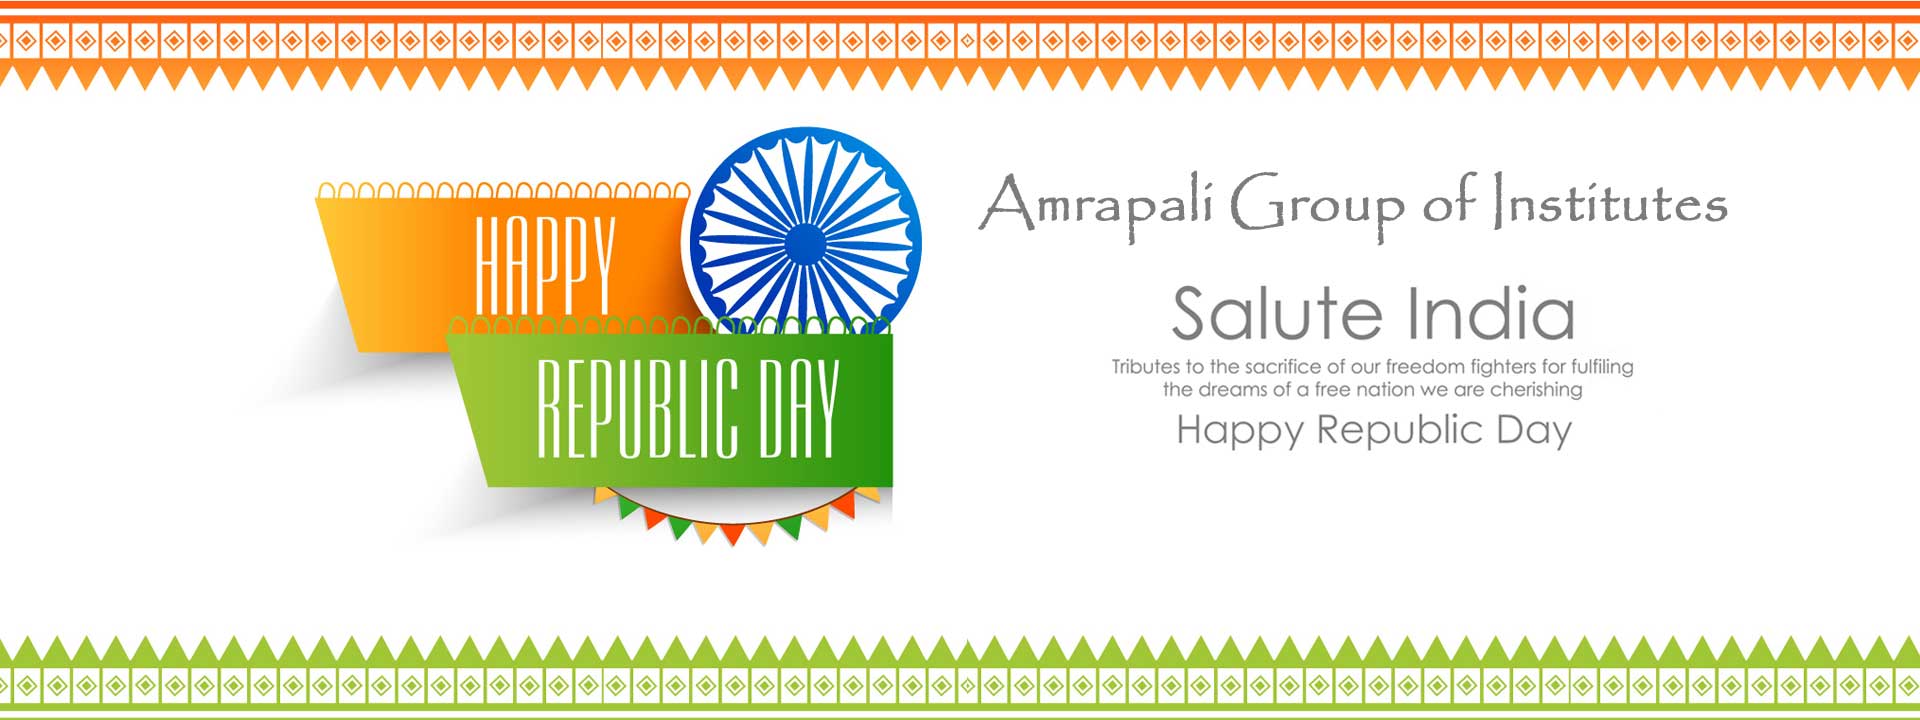 HAPPY
REPUBLIC DAY
Amrapali Group of Institutes
Salute India
Tributes to the sacrifice of our freedom fighters for fulfiling
the dreams of a free nation we are cherishing
Happy Republic Day